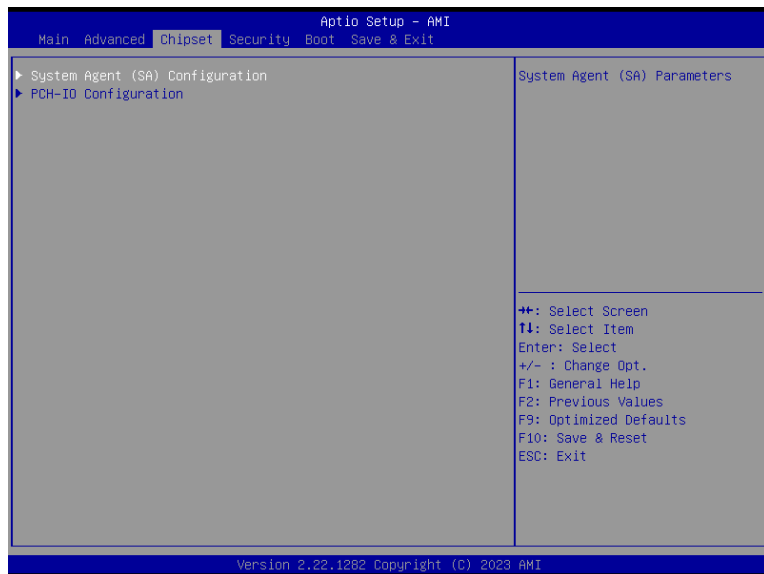 Aptio Setup – AMI
Main Advanced Chipset Security Boot Save & Exit
System Agent (SA) Configuration
PCH-IO Configuration
System Agent (SA) Parameters
→←: Select Screen
↑↓: Select Item
Enter: Select
+/- : Change Opt.
F1: General Help
F2: Previous Values
F9: Optimized Defaults
F10: Save & Reset
ESC: Exit
Version 2.22.1282 Copyright (C) 2023 AMI